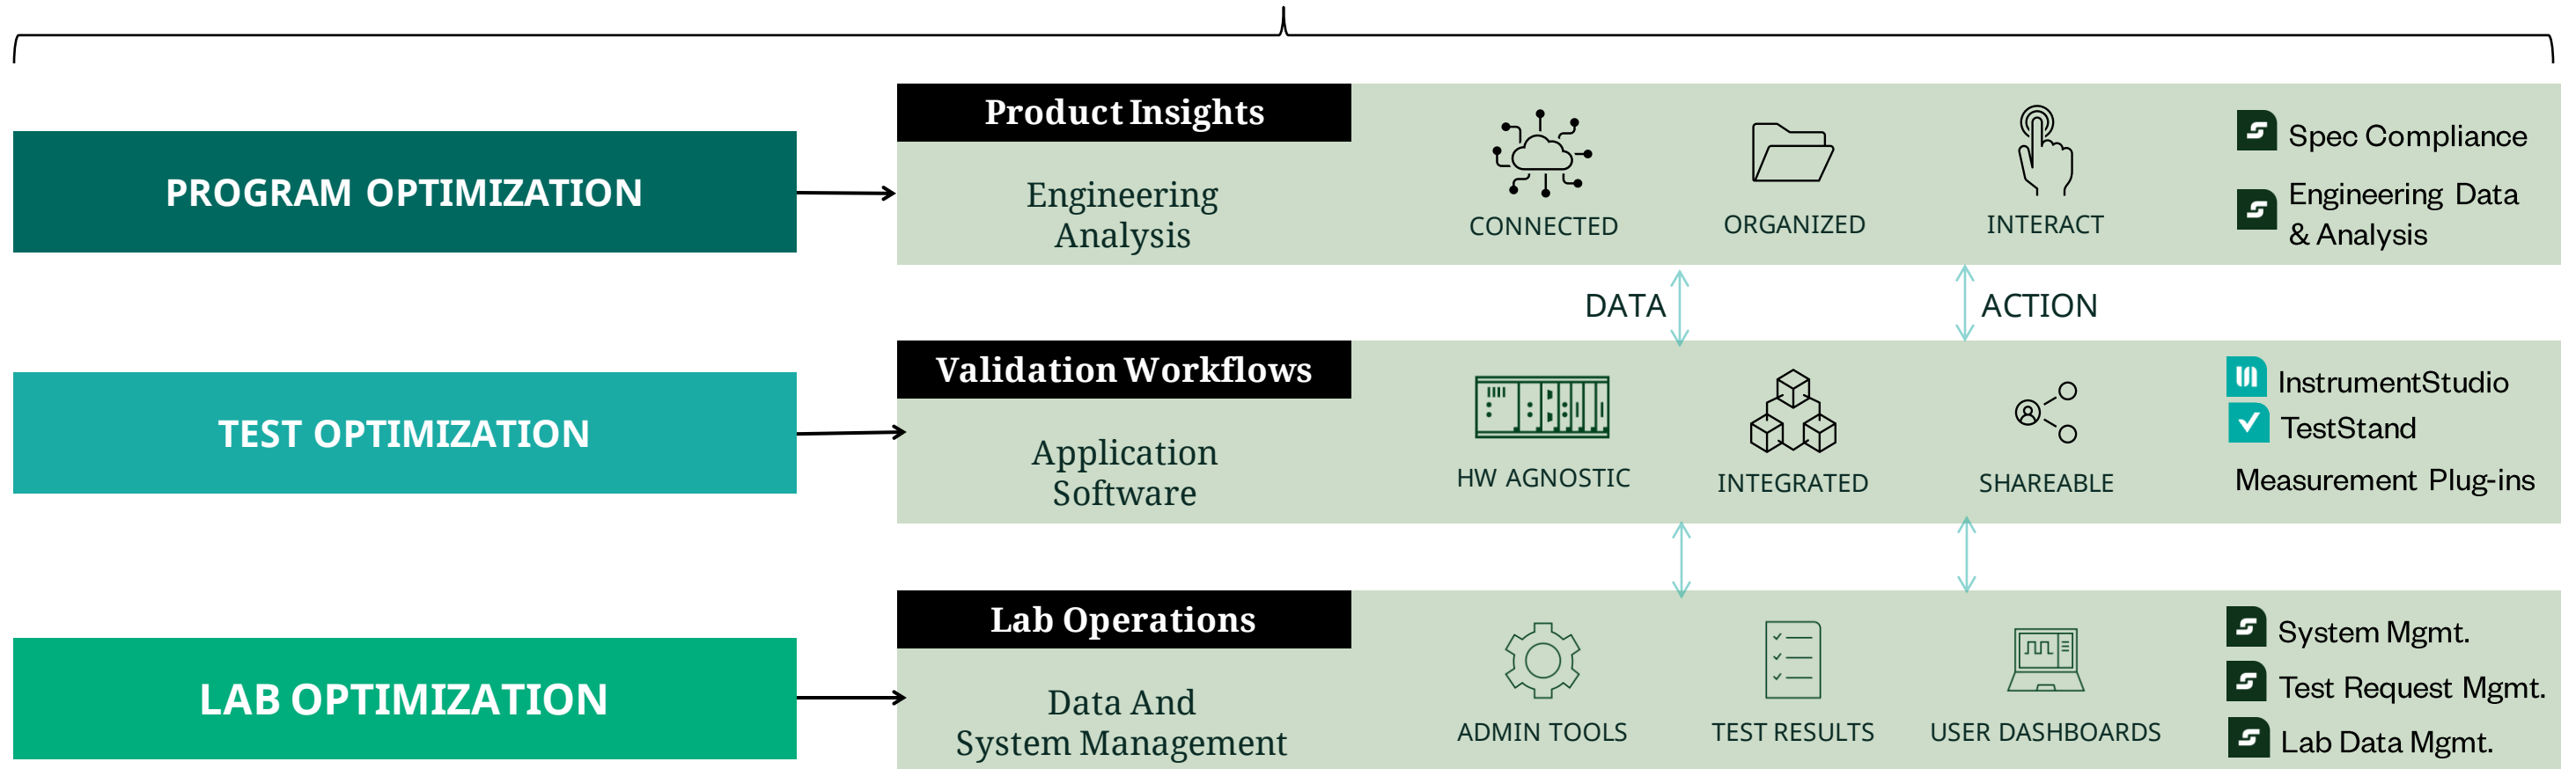 PROGRAM OPTIMIZATION
Product Insights
Engineering
Analysis
CONNECTED
ORGANIZED
INTERACT
Spec Compliance
Engineering Data
& Analysis
DATA
ACTION
TEST OPTIMIZATION
Validation Workflows
Application
Software
HW AGNOSTIC
INTEGRATED
SHAREABLE
InstrumentStudio
TestStand
Measurement Plug-ins
LAB OPTIMIZATION
Lab Operations
Data And
System Management
ADMIN TOOLS
TEST RESULTS
USER DASHBOARDS
System Mgmt.
Test Request Mgmt.
Lab Data Mgmt.